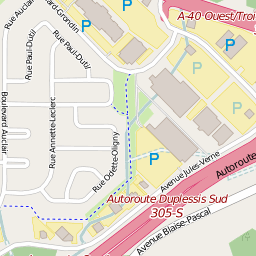 Rue Auclair
ard-Grondin
A-40 Ouest/Troi
Rue Paul-Dutil
Rue Paul-Dutil
P
P
P
P
Boulevard Auclair
Rue Annette-Leclerc
Rue Odette-Oligny
P
Avenue Jules-Verne
Autoroute
P
Autoroute Duplessis Sud
305-S
Avenue Blaise-Pascal